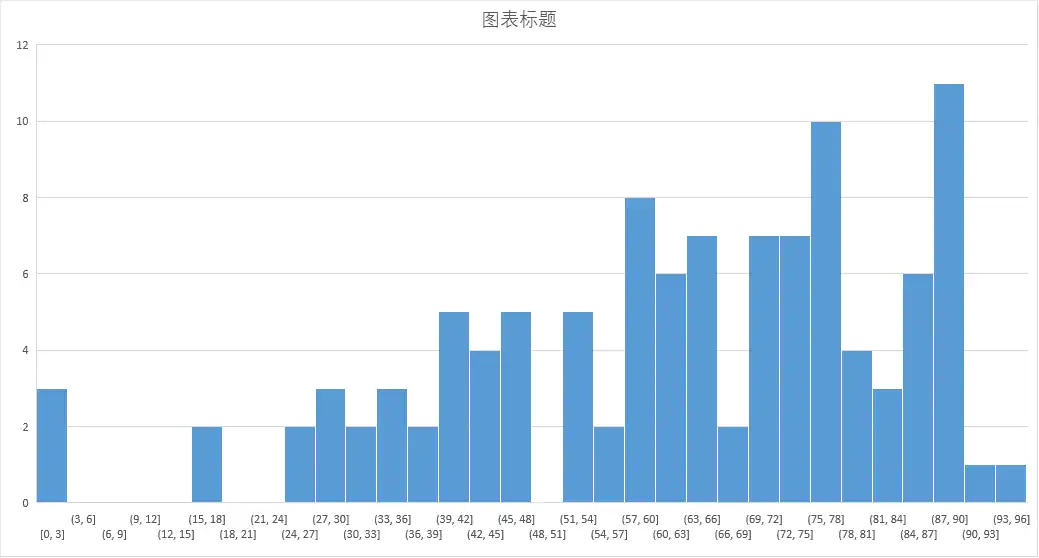 图表标题
12
10
8
6
4
2
0
(3, 6] (9, 12] (15, 18] (21, 24] (27, 30] (33, 36] (39, 42] (45, 48] (51, 54] (57, 60] (63, 66] (69, 72] (75, 78] (81, 84] (87, 90] (93, 96]
[0, 3] (6, 9] (12, 15] (18, 21] (24, 27] (30, 33] (36, 39] (42, 45] (48, 51] (54, 57] (60, 63] (66, 69] (72, 75] (78, 81] (84, 87] (90, 93]